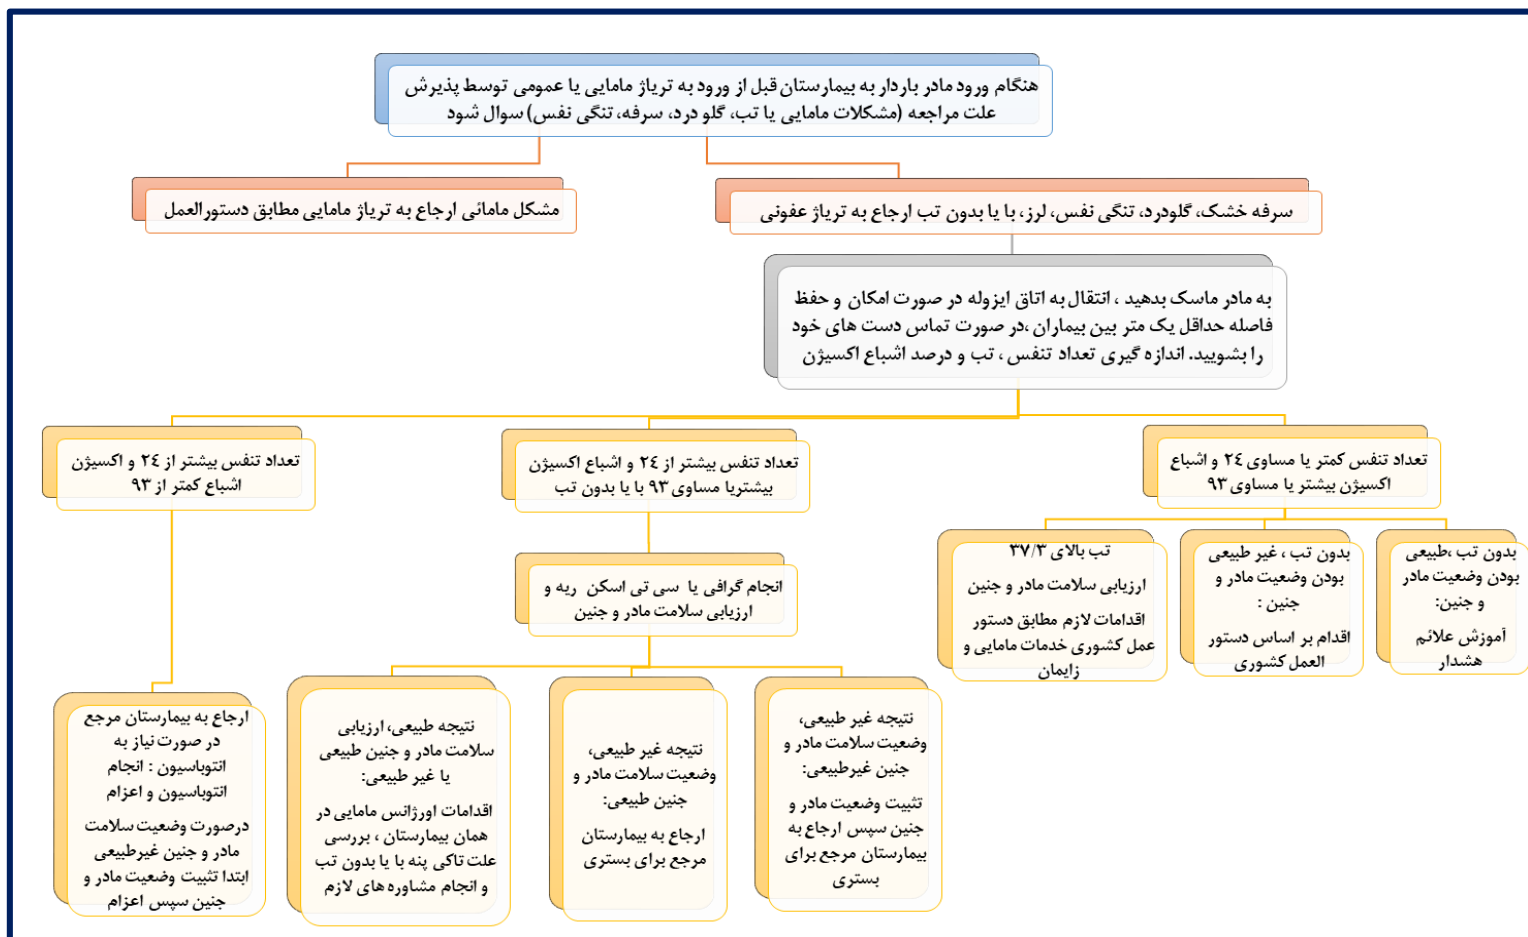 هنگام ورود مادر باردار به بیمارستان قبل از ورود به تریاژ مامایی یا عمومی توسط پذیرش
علت مراجعه (مشکلات مامایی یا تب، گلو درد، سرفه، تنگی نفس) سوال شود
سرفه خشک، گلودرد، تنگی نفس، لرز، با یا بدون تب ارجاع به تریاژ عفونی
مشکل مامائی ارجاع به تریاژ مامایی مطابق دستورالعمل
به مادر ماسک بدهید ، انتقال به اتاق ایزوله در صورت امکان و حفظ
فاصله حداقل یک متر بین بیماران ،در صورت تماس دست های خود
را بشویید. اندازه گیری تعداد تنفس ، تب و درصد اشباع اکسیژن
تعداد تنفس کمتر یا مساوی ٢٤ و اشباع
اکسیژن بیشتر یا مساوی ٩٣
تعداد تنفس بیشتر از ٢٤ و اشباع اکسیژن
بیشتریا مساوی ٩٣ با یا بدون تب
تعداد تنفس بیشتر از ٢٤ و اکسیژن
اشباع کمتر از ٩٣
بدون تب ،طبیعی
بودن وضعیت مادر
و جنین:
آموزش علائم
هشدار
بدون تب ، غیر طبیعی
بودن وضعیت مادر و
جنین :
اقدام بر اساس دستور
العمل کشوری
تب بالای ٣٧/٣
ارزیابی سلامت مادر و جنین
اقدامات لازم مطابق دستور
عمل کشوری خدمات مامایی و
زایمان
انجام گرافی یا سی تی اسکن ریه و
ارزیابی سلامت مادر و جنین
نتیجه غیر طبیعی،
وضعیت سلامت مادر و
جنین غیرطبیعی:
تثبیت وضعیت مادر و
جنین سپس ارجاع به
بیمارستان مرجع برای
بستری
نتیجه غیر طبیعی،
وضعیت سلامت مادر و
جنین طبیعی:
ارجاع به بیمارستان
مرجع برای بستری
نتیجه طبیعی، ارزیابی
سلامت مادر و جنین طبیعی
یا غیر طبیعی:
اقدامات اورژانس مامایی در
همان بیمارستان ، بررسی
علت تاکی پنه با یا بدون تب
و انجام مشاوره های لازم
ارجاع به بیمارستان مرجع
در صورت نیاز به
انتوباسیون : انجام
انتوباسیون و اعزام
درصورت وضعیت سلامت
مادر و جنین غیرطبیعی
ابتدا تثبیت وضعیت مادر و
جنین سپس اعزام